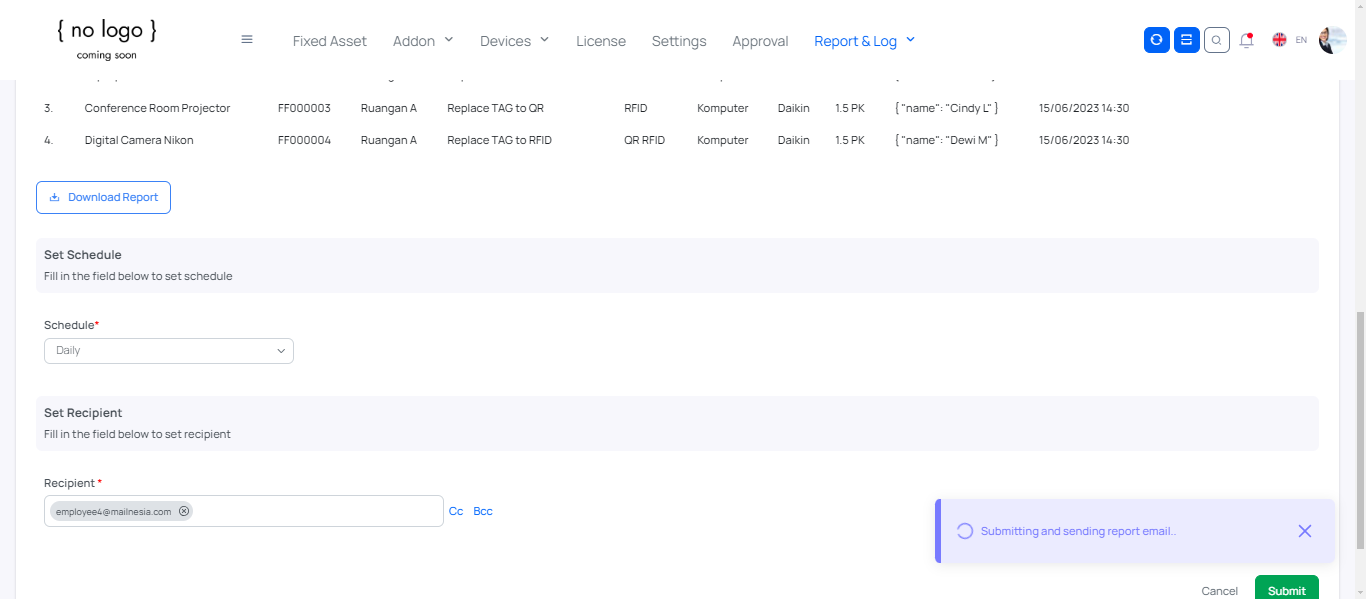 { no logo }
coming soon
Fixed Asset Addon Devices License Settings Approval Report & Log EN
3. Conference Room Projector FF000003 Ruangan A Replace TAG to QR RFID Komputer Daikin 1.5 PK { "name": "Cindy L" } 15/06/2023 14:30
4. Digital Camera Nikon FF000004 Ruangan A Replace TAG to RFID QR RFID Komputer Daikin 1.5 PK { "name": "Dewi M" } 15/06/2023 14:30
Download Report
Set Schedule
Fill in the field below to set schedule
Schedule*
Daily
Set Recipient
Fill in the field below to set recipient
Recipient *
employee4@mailnesia.com Cc Bcc
Submitting and sending report email..
Cancel Submit